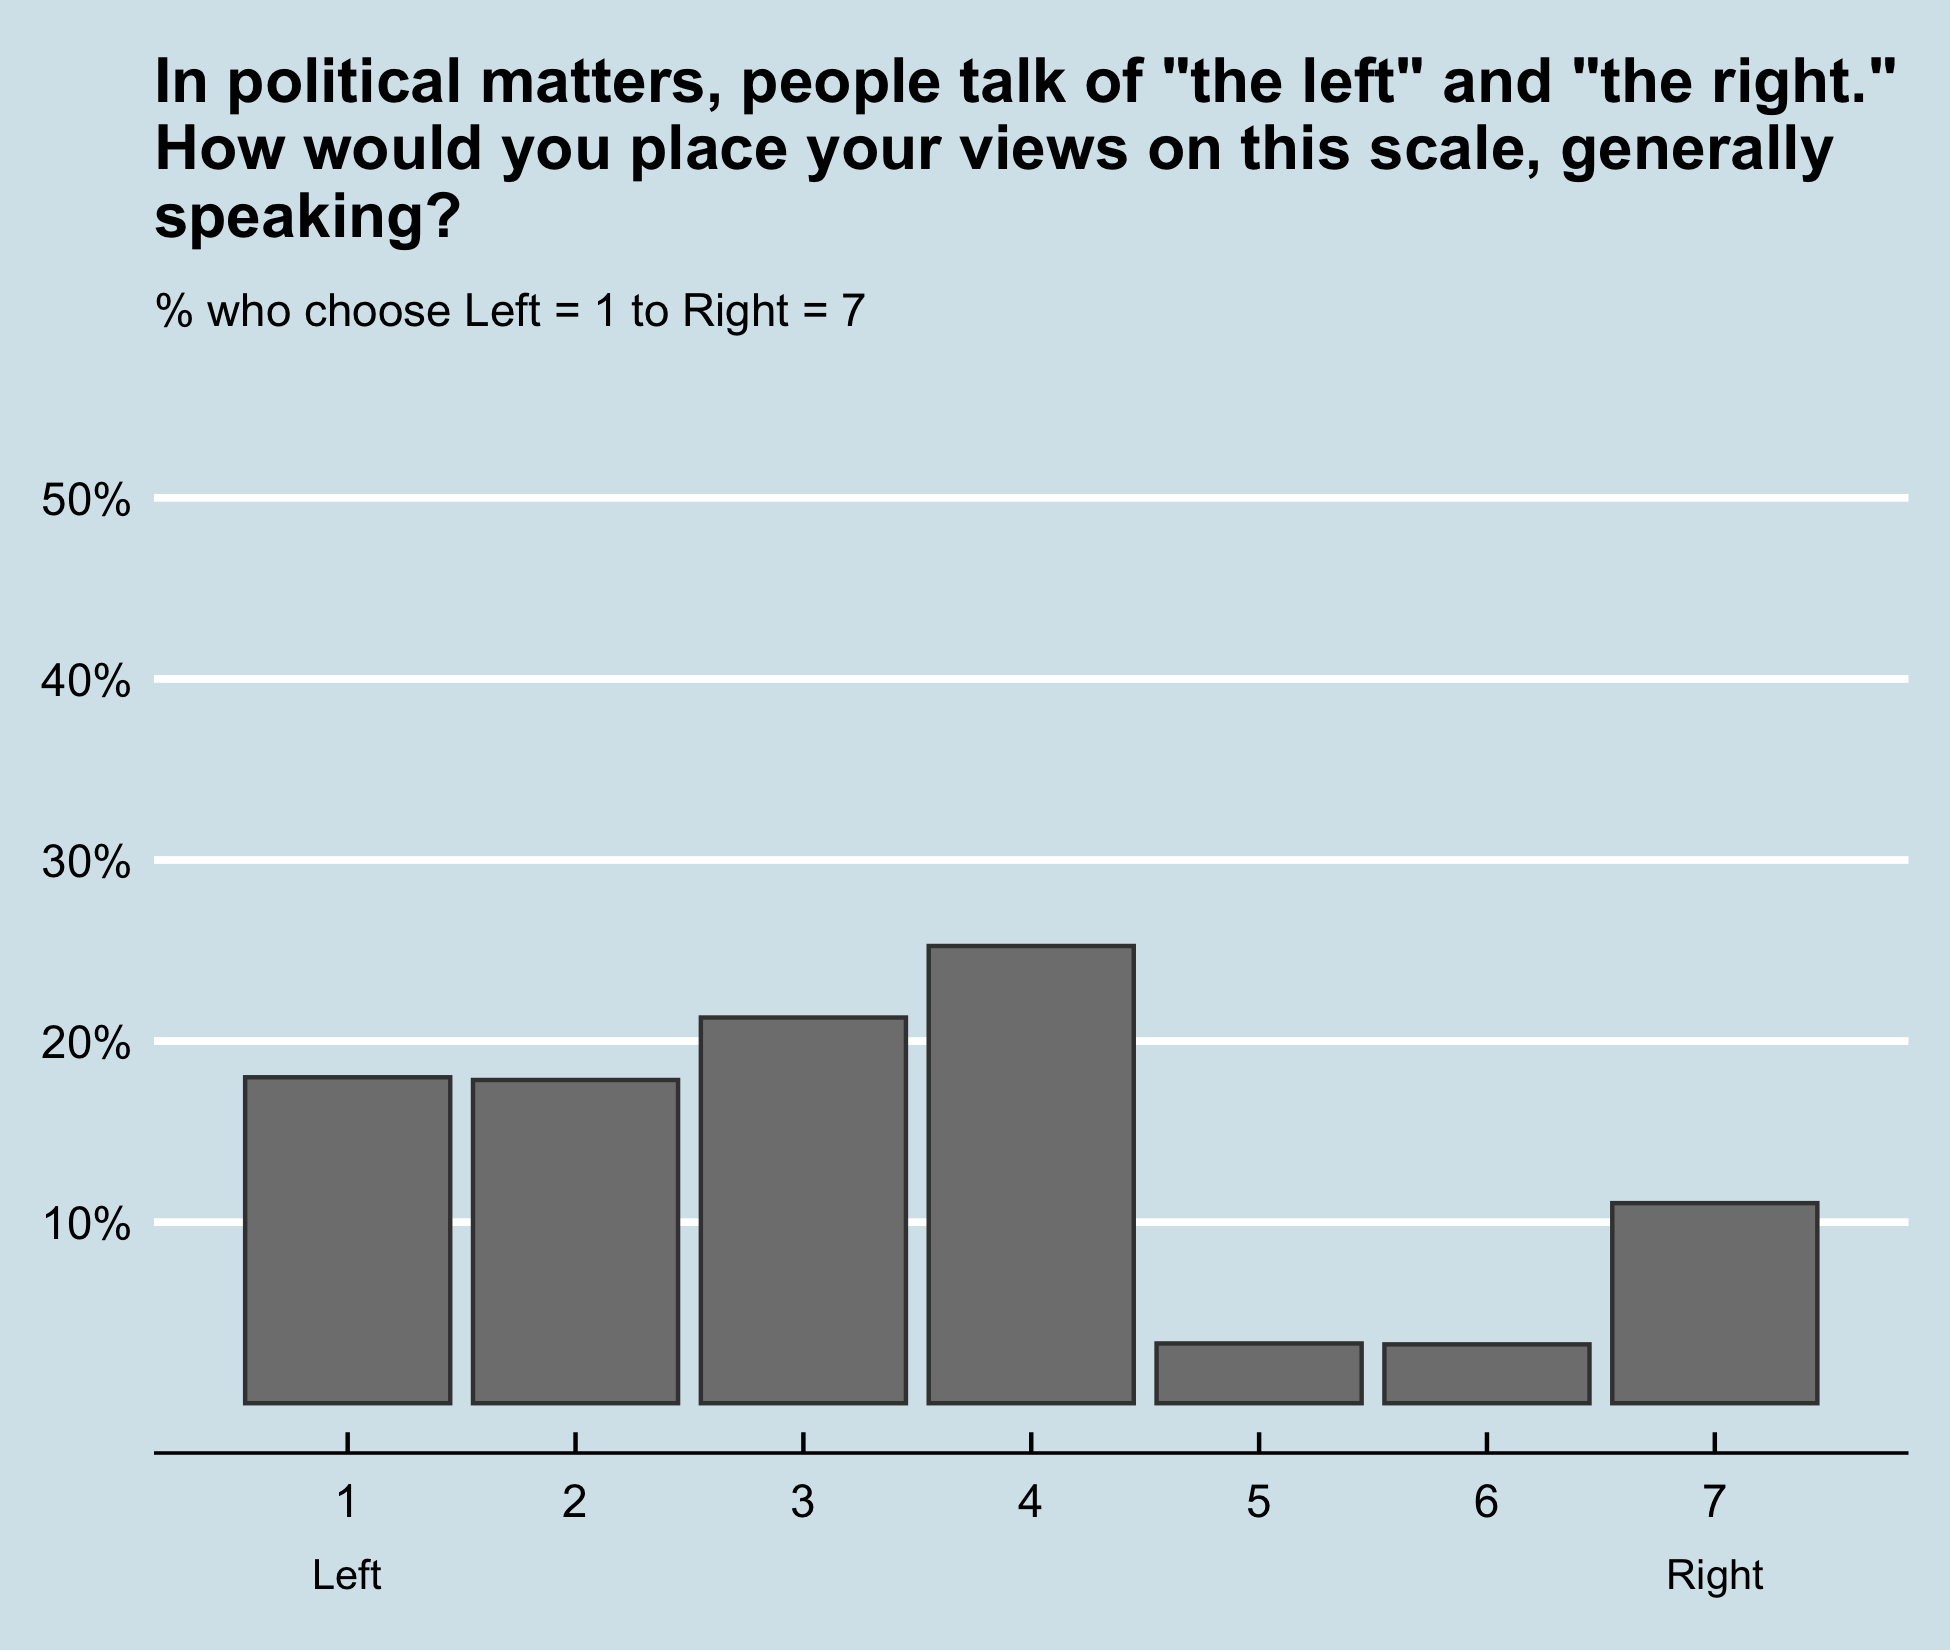 In political matters, people talk of "the left" and "the right."
How would you place your views on this scale, generally
speaking?
% who choose Left = 1 to Right = 7
50%
40%
30%
20%
10%
1 2 3 4 5 6 7
Left Right